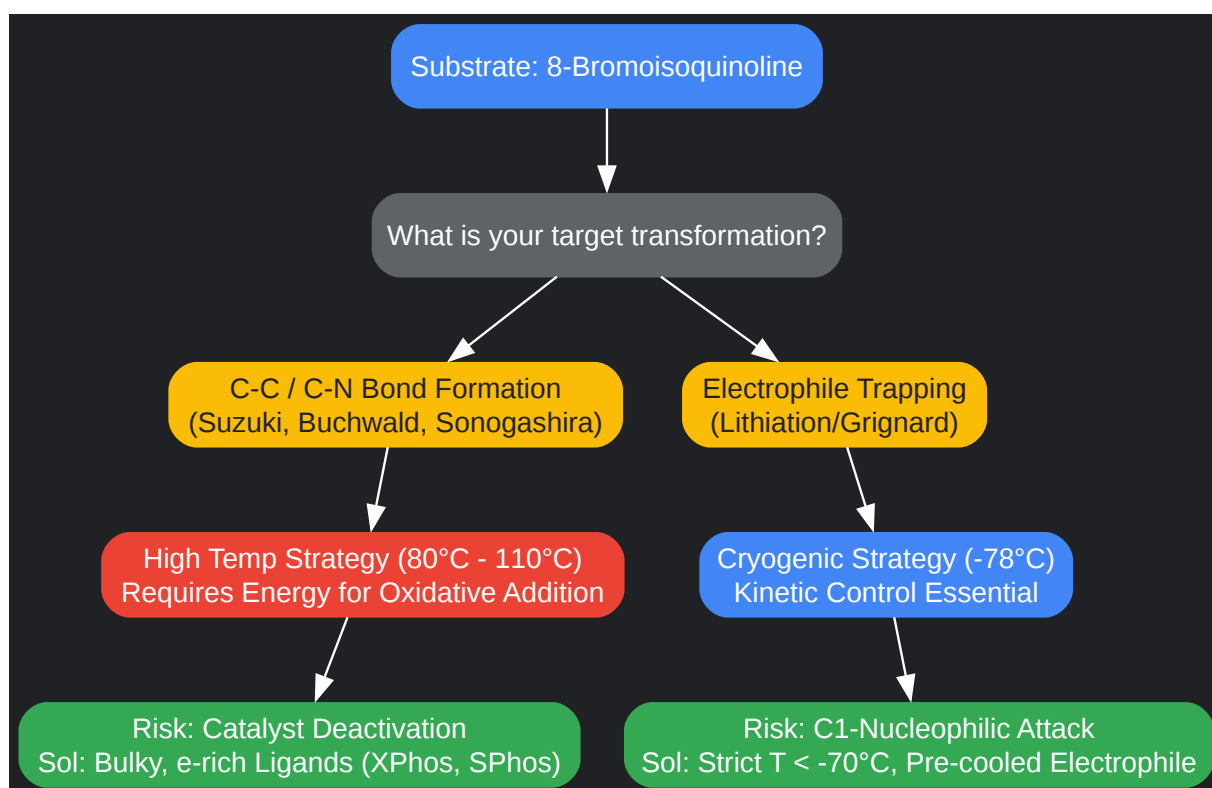 Substrate: 8-Bromoisoquinoline
What is your target transformation?
C-C / C-N Bond Formation
(Suzuki, Buchwald, Sonogashira)
Electrophile Trapping
(Lithiation/Grignard)
High Temp Strategy (80°C - 110°C)
Requires Energy for Oxidative Addition
Cryogenic Strategy (-78°C)
Kinetic Control Essential
Risk: Catalyst Deactivation
Sol: Bulky, e-rich Ligands (XPhos, SPhos)
Risk: C1-Nucleophilic Attack
Sol: Strict T < -70°C, Pre-cooled Electrophile